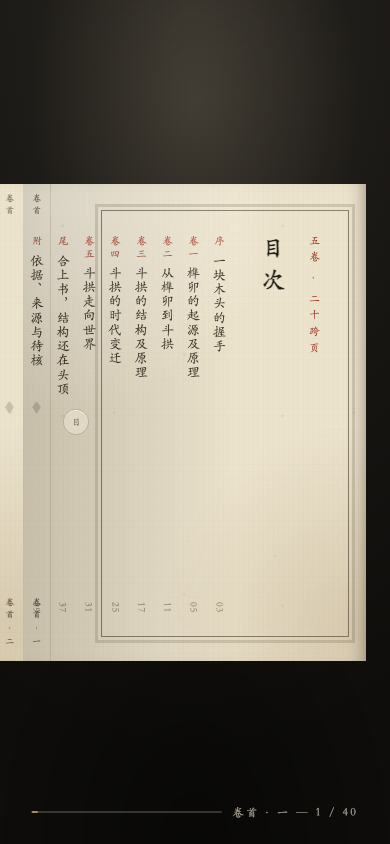 五卷 · 二十跨页
目次
序 一块木头的握手 03
卷一 榫卯的起源及原理 05
卷二 从榫卯到斗拱 11
卷三 斗拱的结构及原理 17
卷四 斗拱的时代变迁 25
卷五 斗拱走向世界 31
尾 合上书，结构还在头顶 37
目
卷首
附 依据、来源与待核
卷首 · 一
卷首
卷首 · 二
卷首 · 一 — 1 / 40